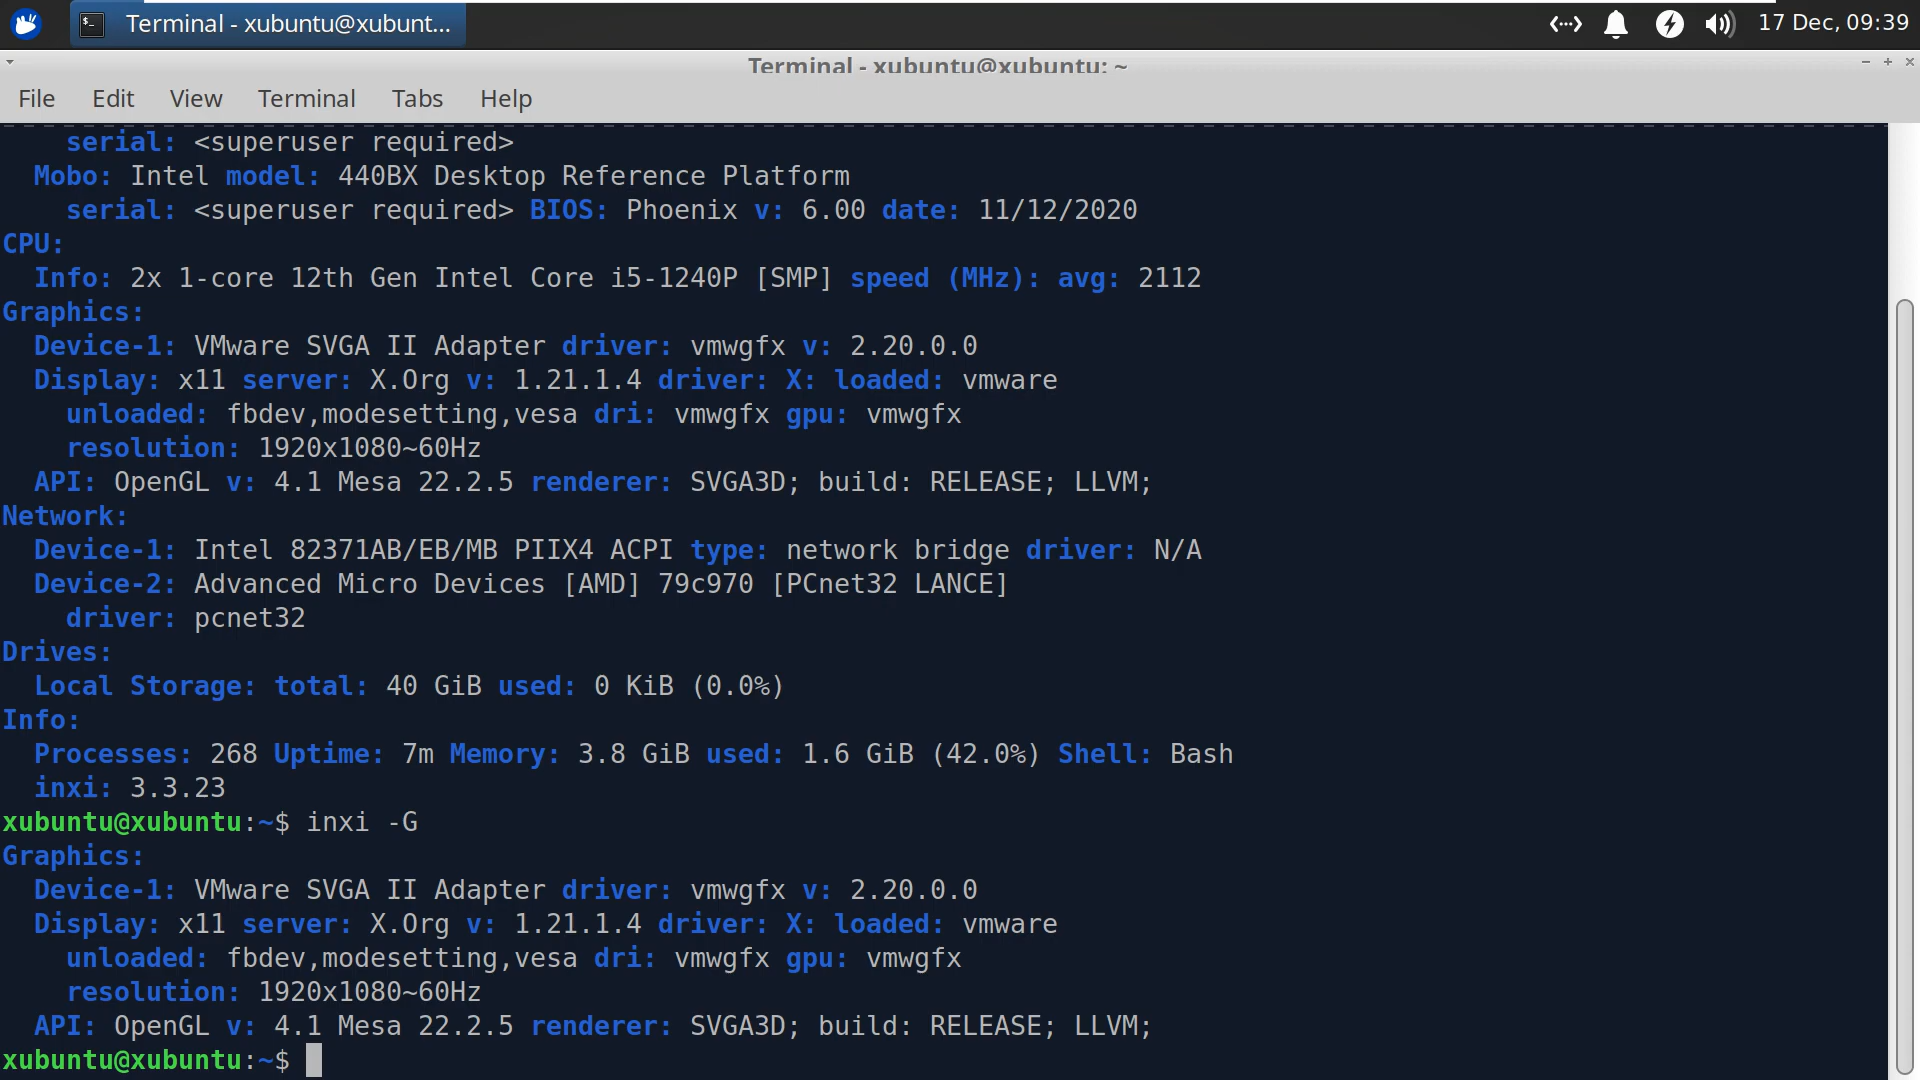 Terminal - xubuntu@xubunt...
17 Dec, 09:39
Terminal - xubuntu@xubuntu: ~
File Edit View Terminal Tabs Help
serial: <superuser required>
Mobo: Intel model: 440BX Desktop Reference Platform
serial: <superuser required> BIOS: Phoenix v: 6.00 date: 11/12/2020
CPU:
Info: 2x 1-core 12th Gen Intel Core i5-1240P [SMP] speed (MHz): avg: 2112
Graphics:
Device-1: VMware SVGA II Adapter driver: vmwgfx v: 2.20.0.0
Display: x11 server: X.Org v: 1.21.1.4 driver: X: loaded: vmware
unloaded: fbdev,modesetting,vesa dri: vmwgfx gpu: vmwgfx
resolution: 1920x1080~60Hz
API: OpenGL v: 4.1 Mesa 22.2.5 renderer: SVGA3D; build: RELEASE; LLVM;
Network:
Device-1: Intel 82371AB/EB/MB PIIX4 ACPI type: network bridge driver: N/A
Device-2: Advanced Micro Devices [AMD] 79c970 [PCnet32 LANCE]
driver: pcnet32
Drives:
Local Storage: total: 40 GiB used: 0 KiB (0.0%)
Info:
Processes: 268 Uptime: 7m Memory: 3.8 GiB used: 1.6 GiB (42.0%) Shell: Bash
inxi: 3.3.23
xubuntu@xubuntu:~$ inxi -G
Graphics:
Device-1: VMware SVGA II Adapter driver: vmwgfx v: 2.20.0.0
Display: x11 server: X.Org v: 1.21.1.4 driver: X: loaded: vmware
unloaded: fbdev,modesetting,vesa dri: vmwgfx gpu: vmwgfx
resolution: 1920x1080~60Hz
API: OpenGL v: 4.1 Mesa 22.2.5 renderer: SVGA3D; build: RELEASE; LLVM;
xubuntu@xubuntu:~$